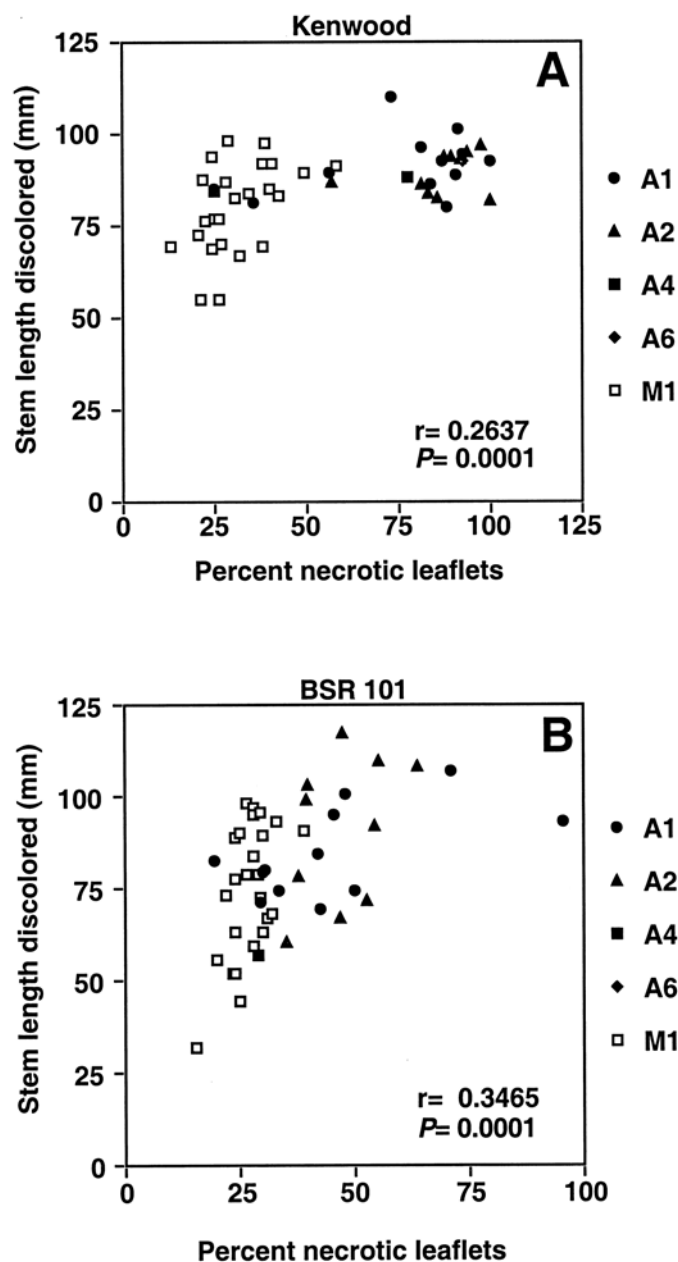 Kenwood
A
125
100
75
50
25
0
Stem length discolored (mm)
0 25 50 75 100 125
Percent necrotic leaflets
r= 0.2637
P= 0.0001
A1
A2
A4
A6
M1
BSR 101
B
125
100
75
50
25
0
Stem length discolored (mm)
0 25 50 75 100
Percent necrotic leaflets
r= 0.3465
P= 0.0001
A1
A2
A4
A6
M1